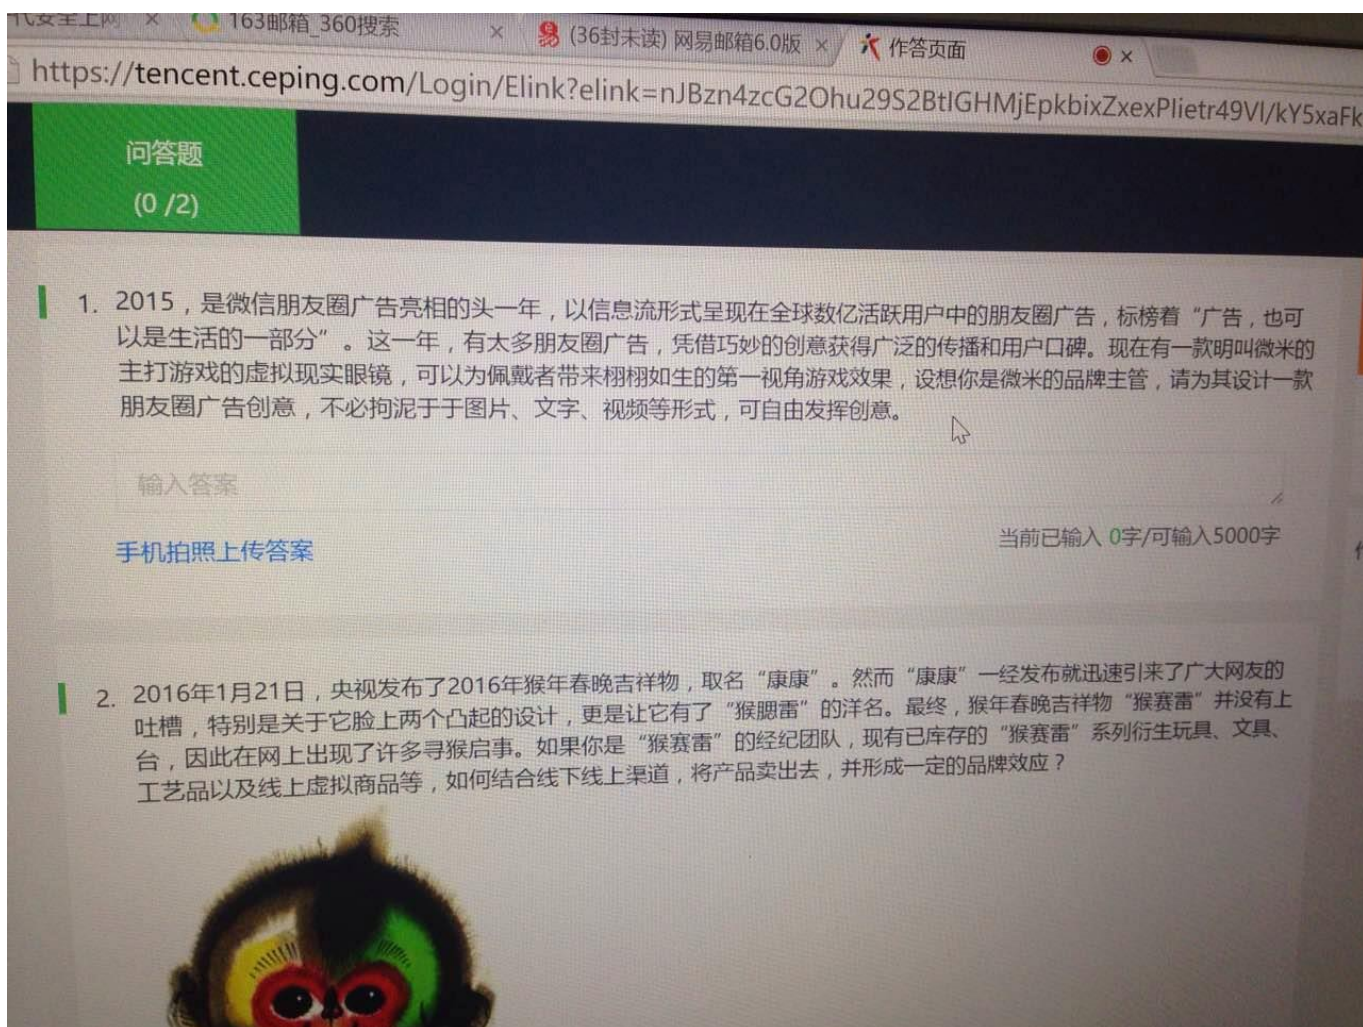 163邮箱_360搜索
(36封未读) 网易邮箱6.0版
作答页面
https://tencent.ceping.com/Login/Elink?elink=nJBzn4zcG2Ohu29S2BtIGHMjEpkbixZxexPIietr49VI/kY5xaFk
问答题
(0 /2)
1. 2015，是微信朋友圈广告亮相的头一年，以信息流形式呈现在全球数亿活跃用户中的朋友圈广告，标榜着“广告，也可
以是生活的一部分”。这一年，有太多朋友圈广告，凭借巧妙的创意获得广泛的传播和用户口碑。现在有一款明叫微米的
主打游戏的虚拟现实眼镜，可以为佩戴者带来栩栩如生的第一视角游戏效果，设想你是微米的品牌主管，请为其设计一款
朋友圈广告创意，不必拘泥于于图片、文字、视频等形式，可自由发挥创意。
输入答案
手机拍照上传答案
当前已输入 0字/可输入5000字
2. 2016年1月21日，央视发布了2016年猴年春晚吉祥物，取名“康康”。然而“康康”一经发布就迅速引来了广大网友的
吐槽，特别是关于它脸上两个凸起的设计，更是让它有了“猴腮雷”的洋名。最终，猴年春晚吉祥物“猴赛雷”并没有上
台，因此在网上出现了许多寻猴启事。如果你是“猴赛雷”的经纪团队，现有已库存的“猴赛雷”系列衍生玩具、文具、
工艺品以及线上虚拟商品等，如何结合线下线上渠道，将产品卖出去，并形成一定的品牌效应？